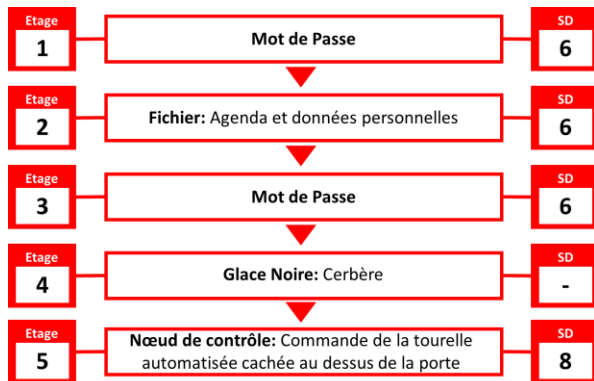 Etage
1
Mot de Passe
SD
6
Etage
2
Fichier: Agenda et données personnelles
SD
6
Etage
3
Mot de Passe
SD
6
Etage
4
Glace Noire: Cerbère
SD
-
Etage
5
Nœud de contrôle: Commande de la tourelle
automatisée cachée au dessus de la porte
SD
8